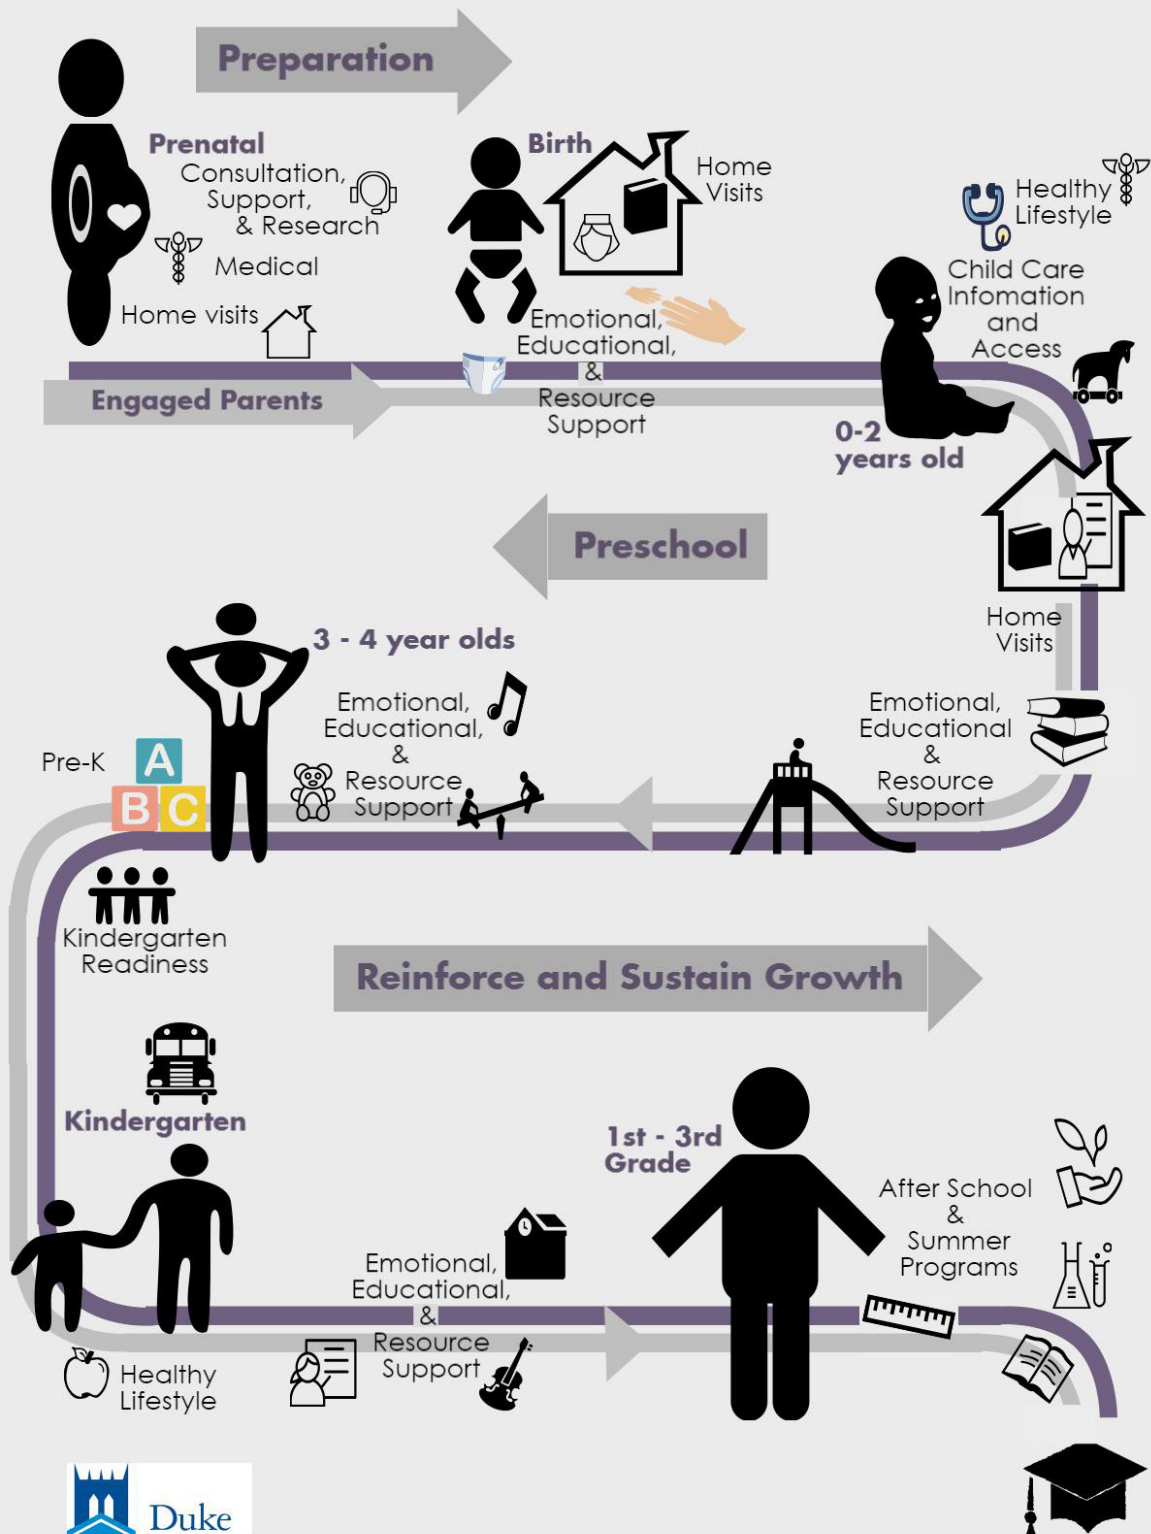 Preparation
Prenatal
Consultation,
Support,
& Research
Medical
Home visits
Birth
Home
Visits
Emotional,
Educational,
&
Resource
Support
Healthy
Lifestyle
Child Care
Infomation
and
Access
Engaged Parents
0-2
years old
Preschool
Home
Visits
3 - 4 year olds
Emotional,
Educational,
&
Resource
Support
Emotional,
Educational
&
Resource
Support
Pre-K
A
B C
Kindergarten
Readiness
Reinforce and Sustain Growth
Kindergarten
1st - 3rd
Grade
After School
&
Summer
Programs
Emotional,
Educational,
&
Resource
Support
Healthy
Lifestyle
Duke